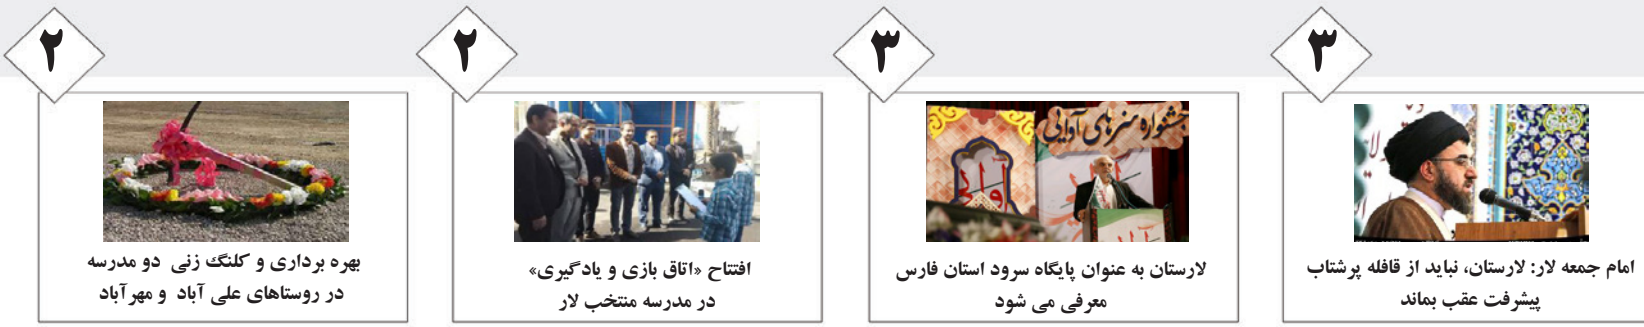 ۳
امام جمعه لار: لارستان، نباید از قافله پرشتاب
پیشرفت عقب بماند
۳
جشنواره هنرهای آوایی
لارستان به عنوان پایگاه سرود استان فارس
معرفی می شود
۲
افتتاح «اتاق بازی و یادگیری»
در مدرسه منتخب لار
۲
بهره برداری و کلنگ زنی دو مدرسه
در روستاهای علی آباد و مهرآباد